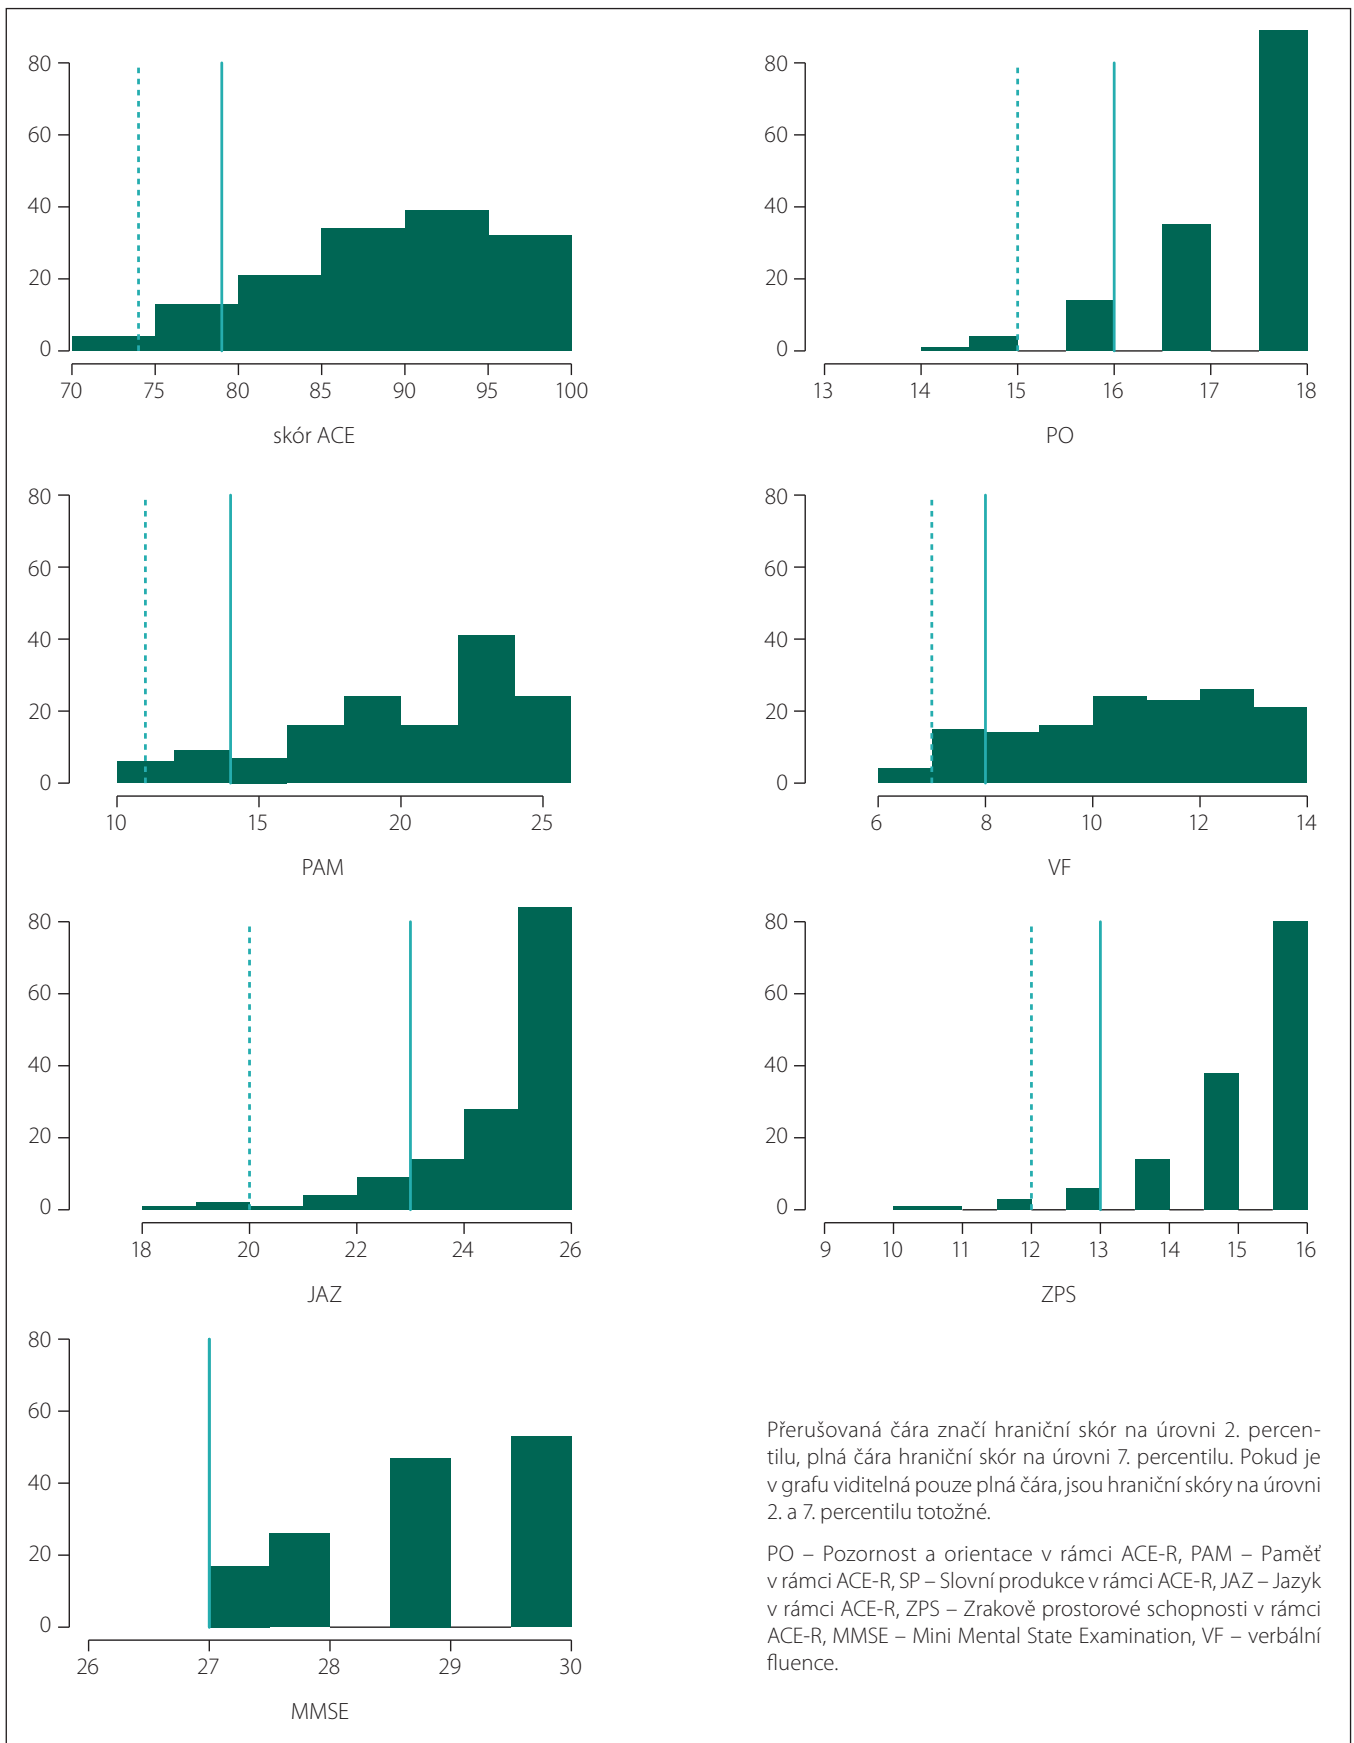 80
60
40
20
0
70 75 80 85 90 95 100
skór ACE
80
60
40
20
0
13 14 15 16 17 18
PO
80
60
40
20
0
10 15 20 25
PAM
80
60
40
20
0
6 8 10 12 14
VF
80
60
40
20
0
18 20 22 24 26
JAZ
80
60
40
20
0
9 10 11 12 13 14 15 16
ZPS
80
60
40
20
0
26 27 28 29 30
MMSE
Přerušovaná čára značí hraniční skór na úrovni 2. percen-
tilu, plná čára hraniční skór na úrovni 7. percentilu. Pokud je
v grafu viditelná pouze plná čára, jsou hraniční skóry na úrovni
2. a 7. percentilu totožné.
PO – Pozornost a orientace v rámci ACE-R, PAM – Paměť
v rámci ACE-R, SP – Slovní produkce v rámci ACE-R, JAZ – Jazyk
v rámci ACE-R, ZPS – Zrakově prostorové schopnosti v rámci
ACE-R, MMSE – Mini Mental State Examination, VF – verbální
fluence.